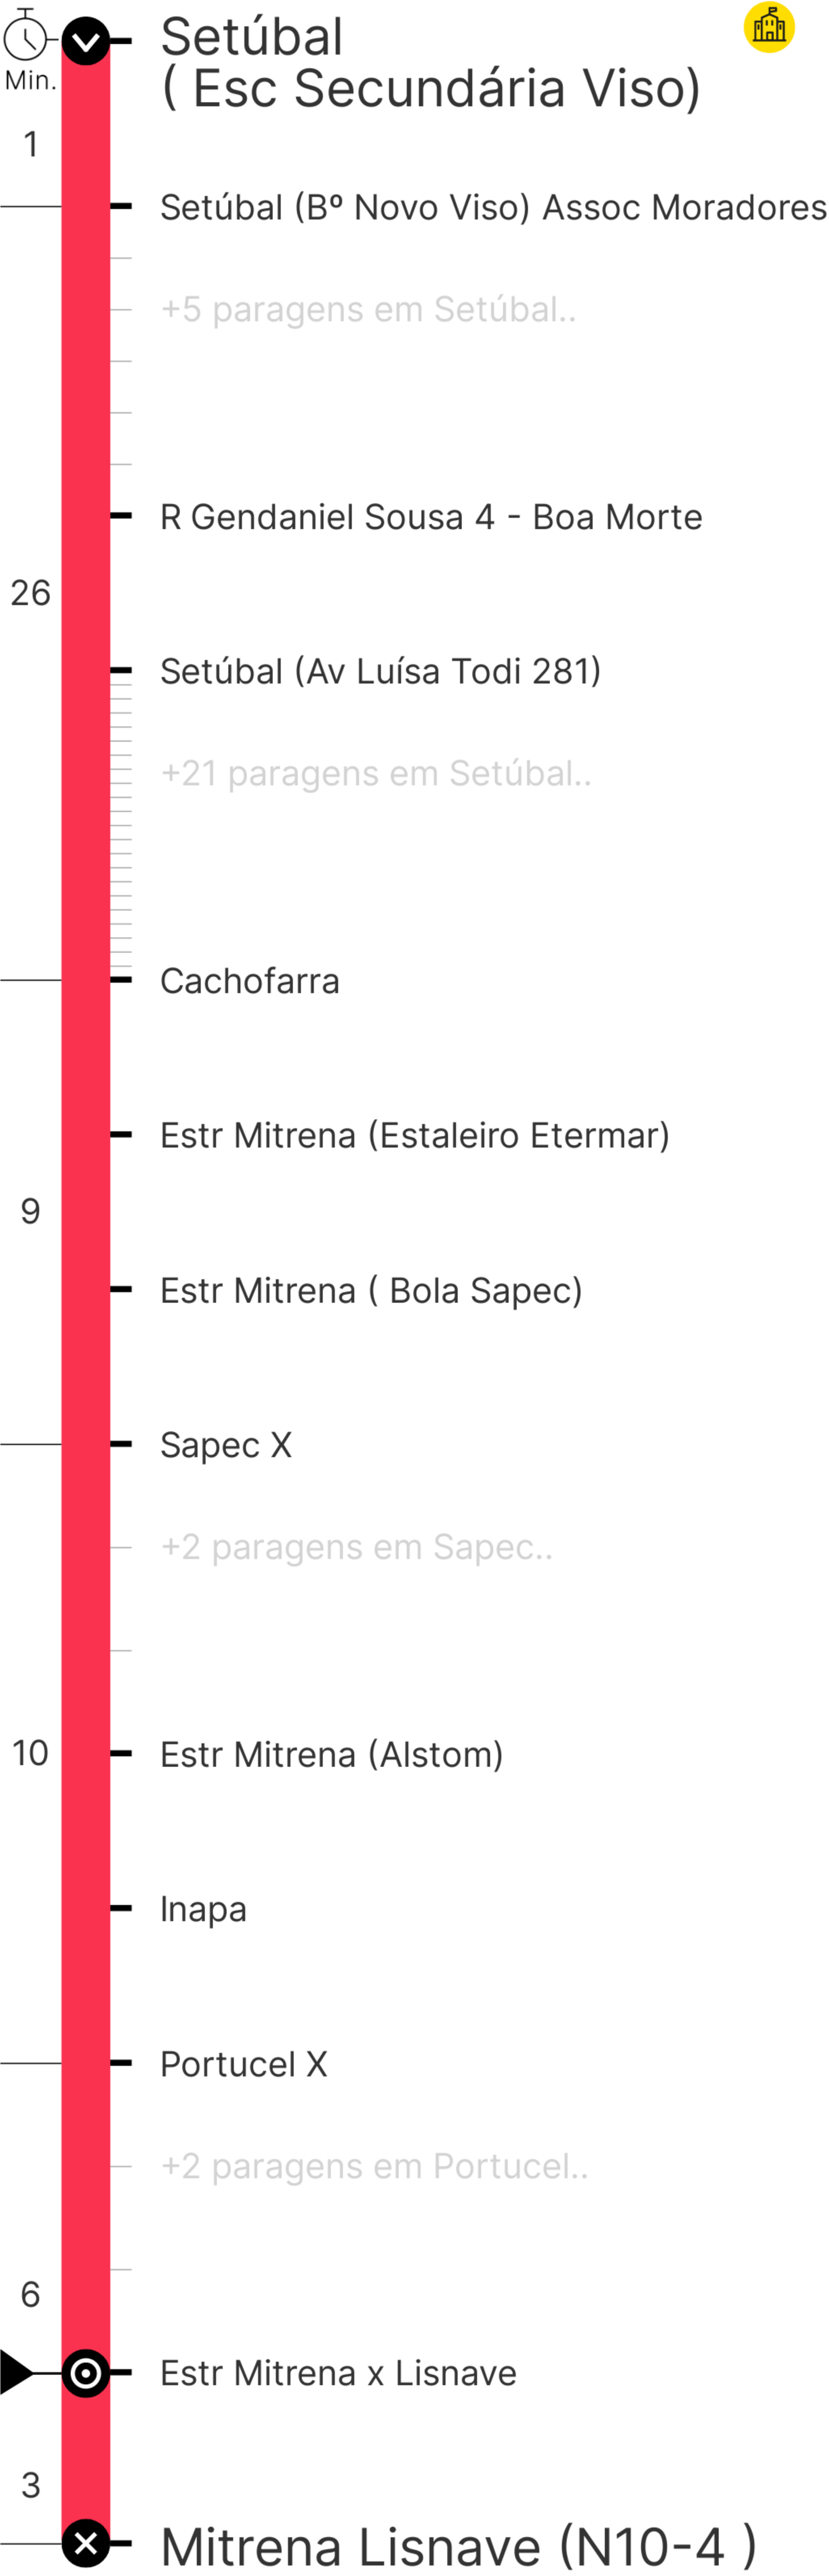 Min.
Setúbal
( Esc Secundária Viso)
1
Setúbal (Bº Novo Viso) Assoc Moradores
+5 paragens em Setúbal..
R Gendaniel Sousa 4 - Boa Morte
26
Setúbal (Av Luísa Todi 281)
+21 paragens em Setúbal..
Cachofarra
Estr Mitrena (Estaleiro Etermar)
9
Estr Mitrena ( Bola Sapec)
Sapec X
+2 paragens em Sapec..
10
Estr Mitrena (Alstom)
Inapa
Portucel X
+2 paragens em Portucel..
6
Estr Mitrena x Lisnave
3
Mitrena Lisnave (N10-4 )